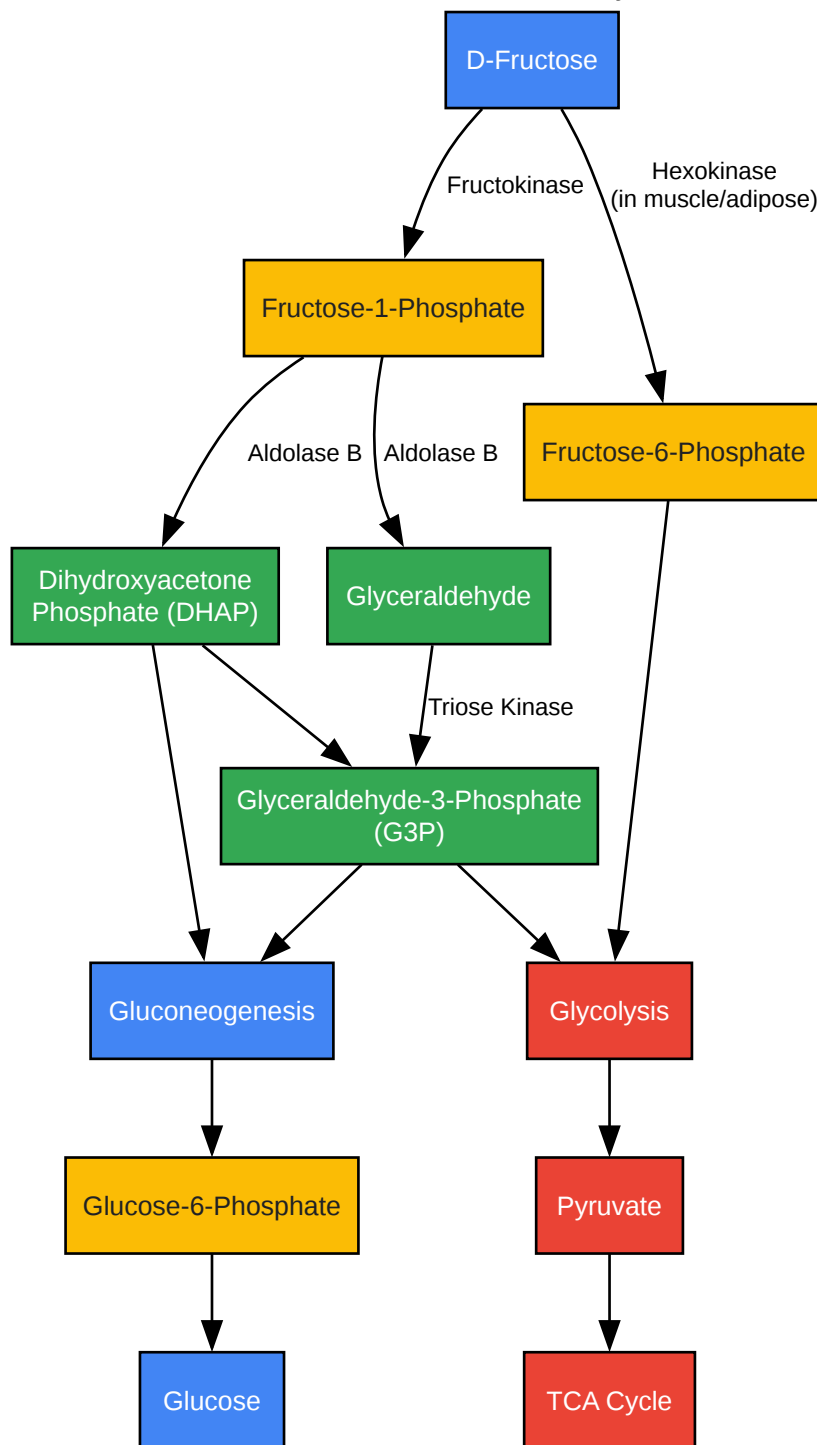 D-Fructose
Fructokinase
Hexokinase
(in muscle/adipose)
Fructose-1-Phosphate
Aldolase B
Aldolase B
Fructose-6-Phosphate
Dihydroxyacetone
Phosphate (DHAP)
Glyceraldehyde
Triose Kinase
Glyceraldehyde-3-Phosphate
(G3P)
Gluconeogenesis
Glycolysis
Glucose-6-Phosphate
Pyruvate
Glucose
TCA Cycle